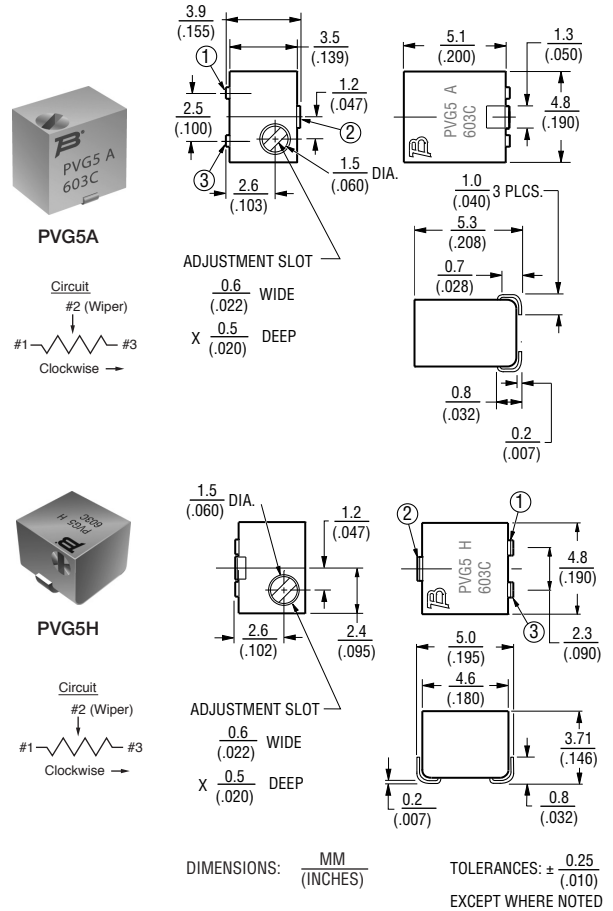 3.9
(.155)
3.5
(.139)
1
1.2
(.047)
2.5
(.100)
2
3
2.6
(.103)
1.5
(.060) DIA.
5.1
(.200)
1.3
(.050)
4.8
(.190)
PVG5 A
603C
PVG5 A
603C
PVG5A
ADJUSTMENT SLOT
0.6
(.022) WIDE
X 0.5
(.020) DEEP
1.0
(.040) 3 PLCS.
5.3
(.208)
0.7
(.028)
0.8
(.032)
0.2
(.007)
Circuit
#2 (Wiper)
#1 #3
Clockwise
PVG5 H
603C
PVG5H
1.5
(.060) DIA.
1.2
(.047)
2.6
(.102)
2.4
(.095)
2
1
PVG5 H
603C
4.8
(.190)
3
2.3
(.090)
5.0
(.195)
4.6
(.180)
3.71
(.146)
0.2
(.007)
0.8
(.032)
ADJUSTMENT SLOT
0.6
(.022) WIDE
X 0.5
(.020) DEEP
Circuit
#2 (Wiper)
#1 #3
Clockwise
DIMENSIONS: MM
(INCHES)
TOLERANCES: ± 0.25
(.010)
EXCEPT WHERE NOTED